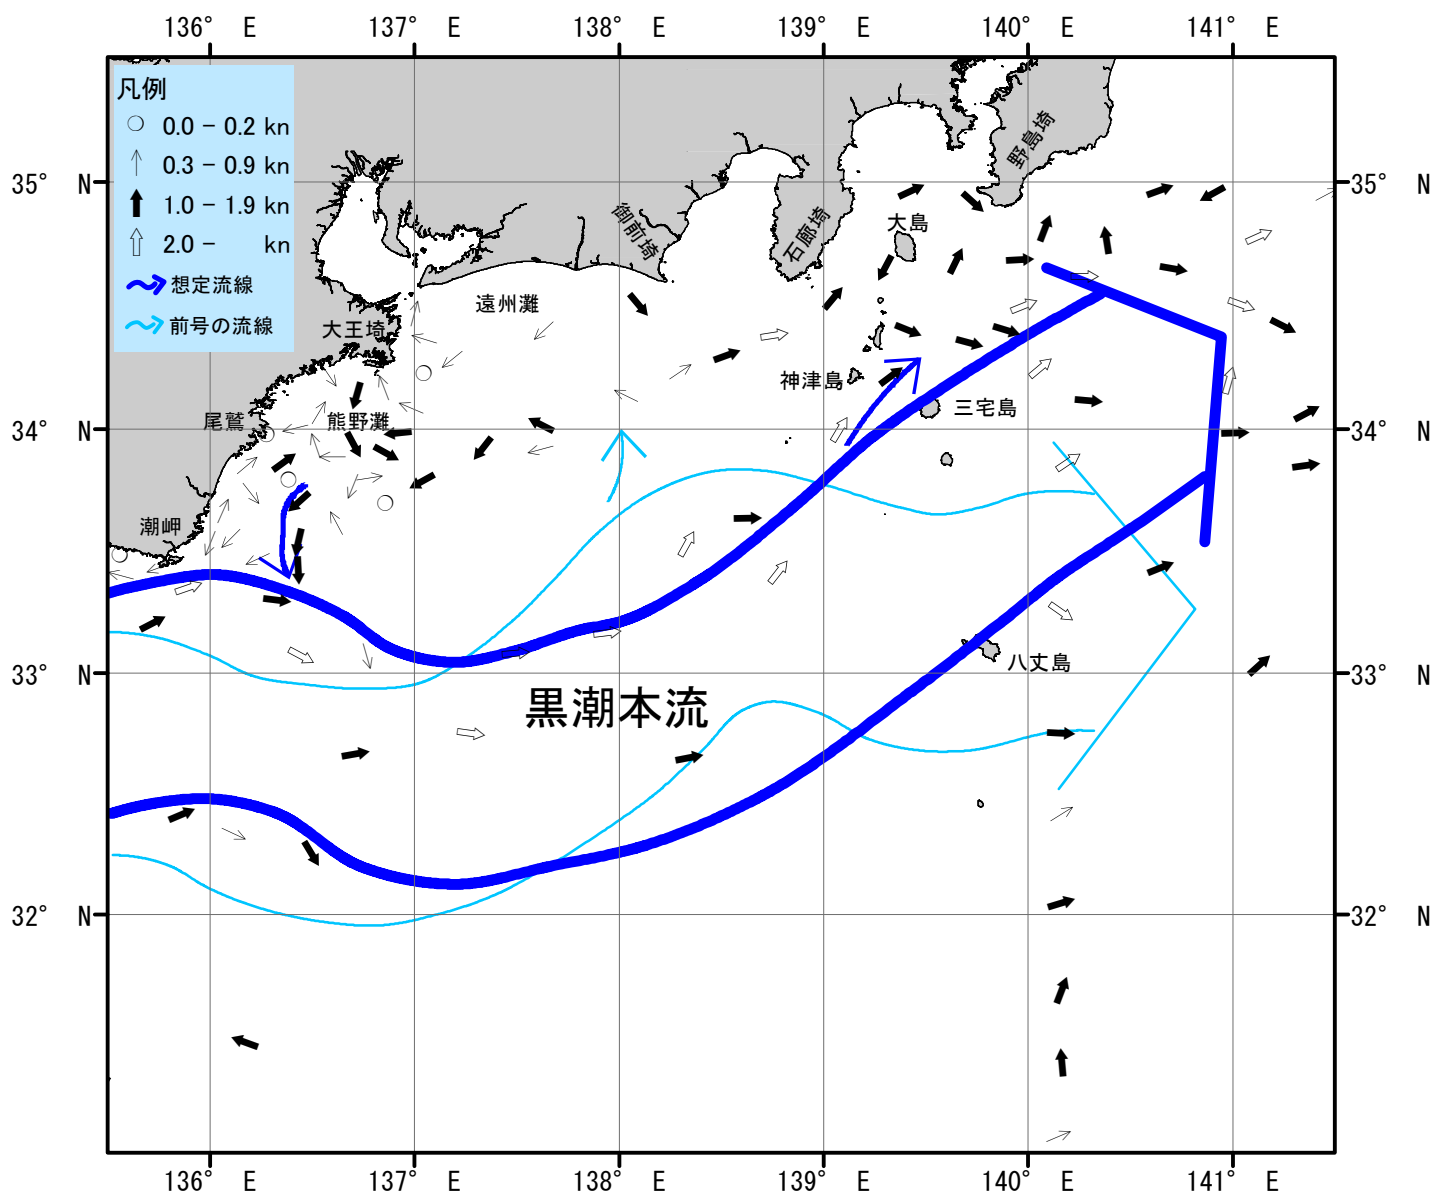 136° E 137° E 138° E 139° E 140° E 141° E
凡例
0.0 - 0.2 kn
0.3 - 0.9 kn
1.0 - 1.9 kn
2.0 - kn
想定流線
前号の流線
35° N 35° N
34° N 34° N
33° N 33° N
32° N 32° N
野島埼
御前埼
石廊埼
大島
遠州灘
大王埼
神津島
三宅島
尾鷲
熊野灘
潮岬
八丈島
黒潮本流
136° E 137° E 138° E 139° E 140° E 141° E